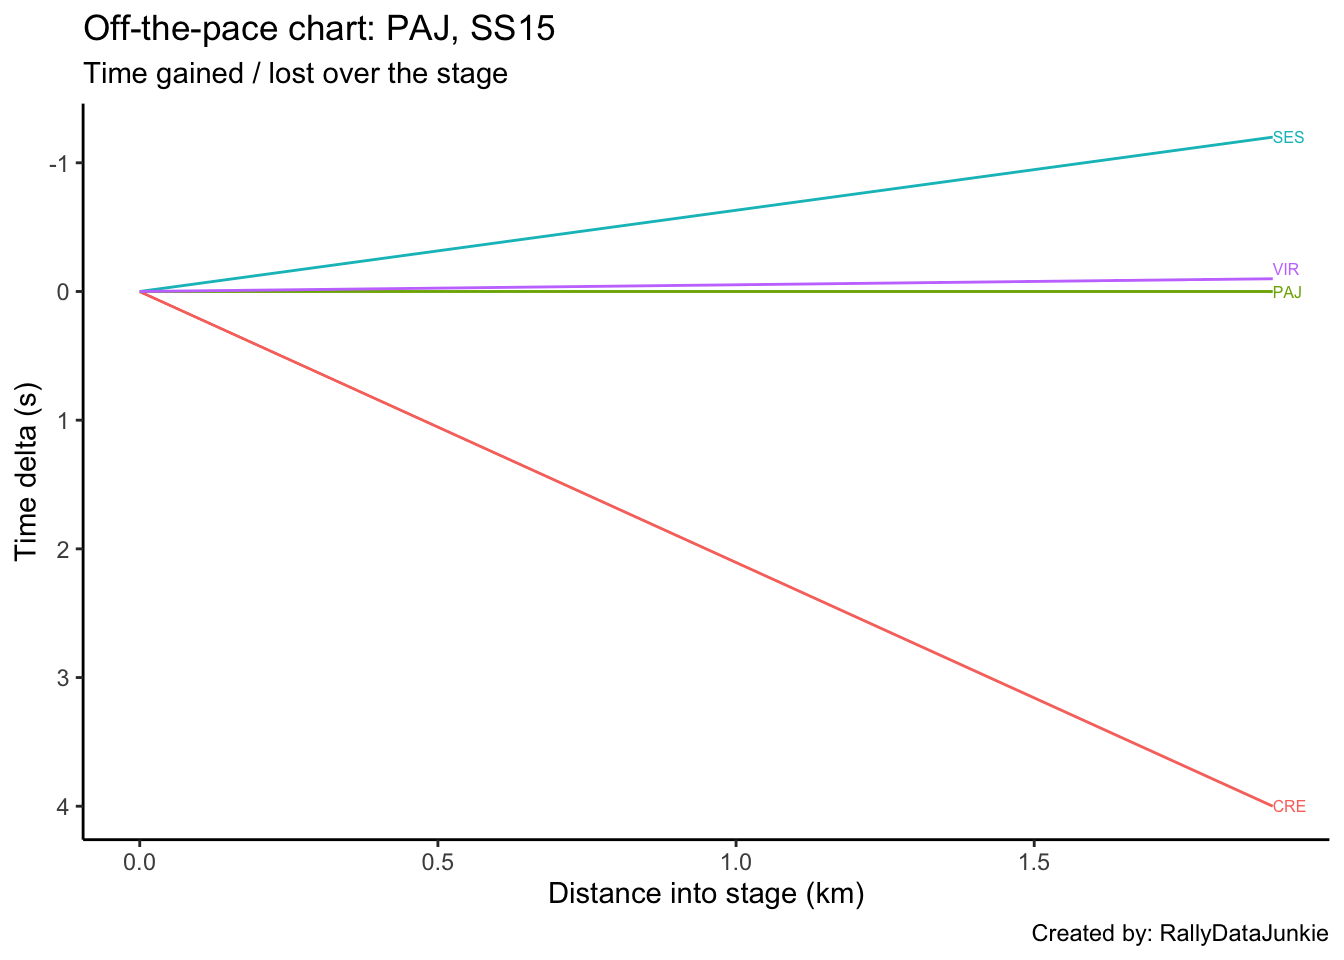 Off-the-pace chart: PAJ, SS15
Time gained / lost over the stage
-1
0
1
2
3
4
Time delta (s)
SES
VIR
PAJ
CRE
0.0 0.5 1.0 1.5
Distance into stage (km)
Created by: RallyDataJunkie